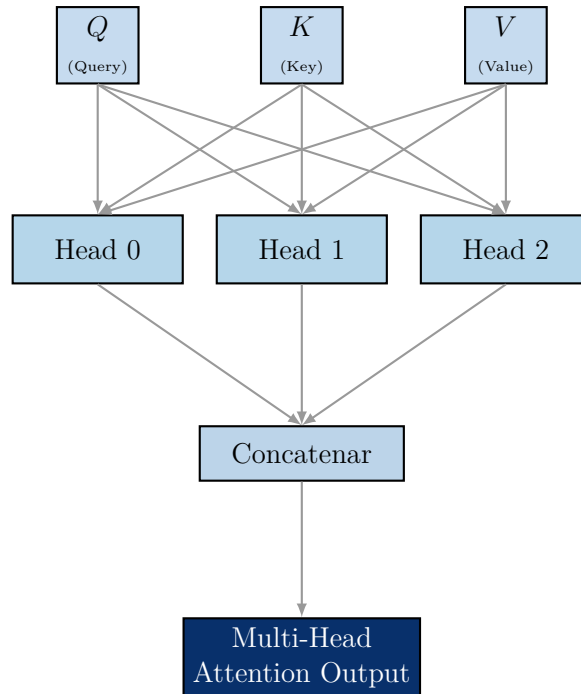 Q
(Query)
K
(Key)
V
(Value)
Head 0
Head 1
Head 2
Concatenar
Multi-Head
Attention Output